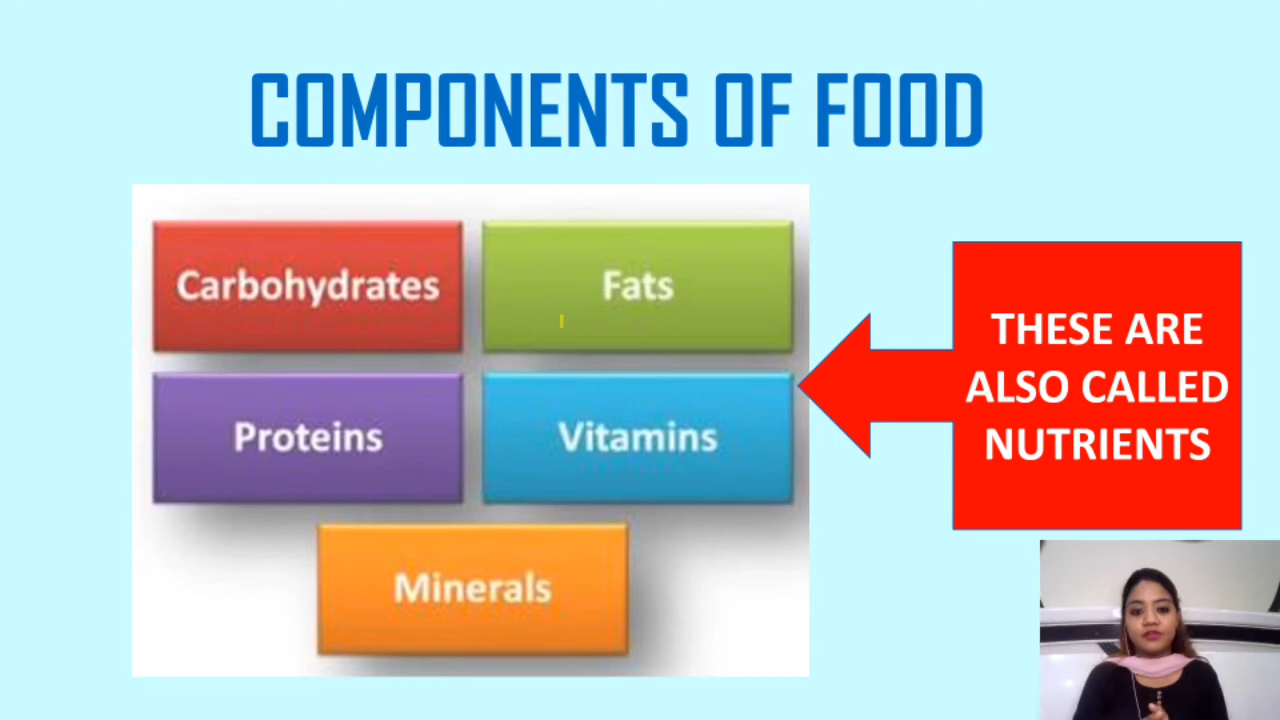 COMPONENTS OF FOOD
Carbohydrates
Fats
Proteins
Vitamins
Minerals
THESE ARE
ALSO CALLED
NUTRIENTS